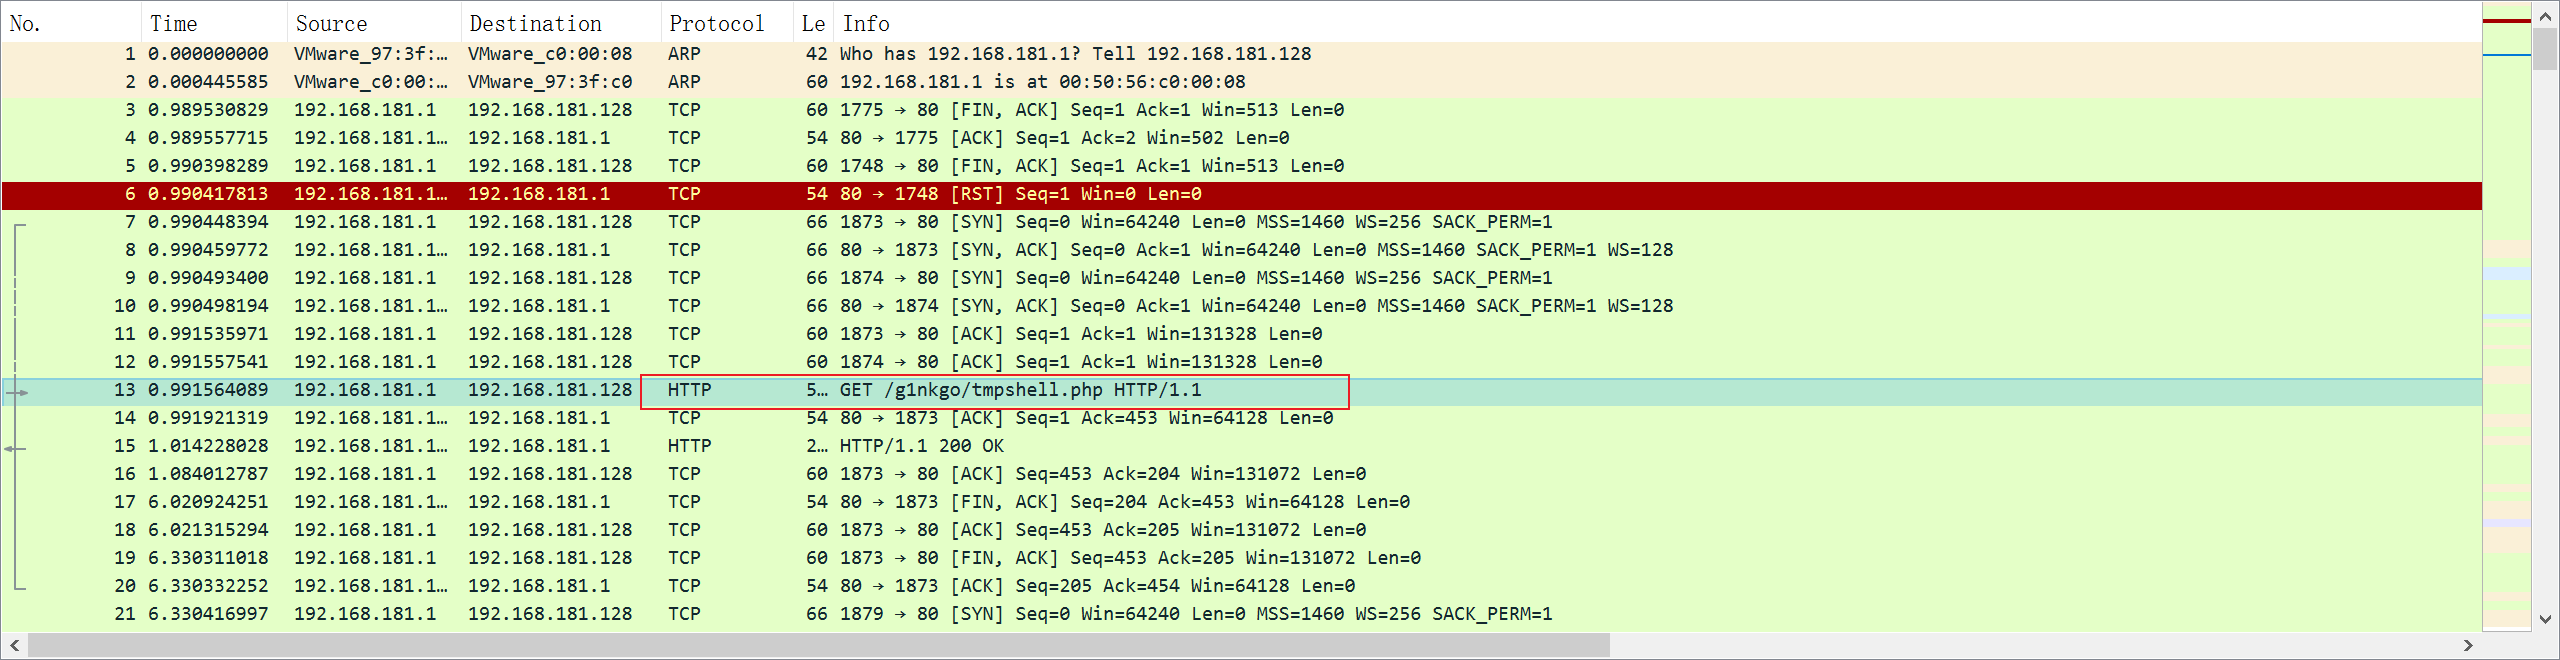 No. Time Source Destination Protocol Le Info
1 0.000000000 VMware_97:3f:… VMware_c0:00:08 ARP 42 Who has 192.168.181.1? Tell 192.168.181.128
2 0.000445585 VMware_c0:00:… VMware_97:3f:c0 ARP 60 192.168.181.1 is at 00:50:56:c0:00:08
3 0.989530829 192.168.181.1 192.168.181.128 TCP 60 1775 → 80 [FIN, ACK] Seq=1 Ack=1 Win=513 Len=0
4 0.989557715 192.168.181.1… 192.168.181.1 TCP 54 80 → 1775 [ACK] Seq=1 Ack=2 Win=502 Len=0
5 0.990398289 192.168.181.1 192.168.181.128 TCP 60 1748 → 80 [FIN, ACK] Seq=1 Ack=1 Win=513 Len=0
6 0.990417813 192.168.181.1… 192.168.181.1 TCP 54 80 → 1748 [RST] Seq=1 Win=0 Len=0
7 0.990448394 192.168.181.1 192.168.181.128 TCP 66 1873 → 80 [SYN] Seq=0 Win=64240 Len=0 MSS=1460 WS=256 SACK_PERM=1
8 0.990459772 192.168.181.1… 192.168.181.1 TCP 66 80 → 1873 [SYN, ACK] Seq=0 Ack=1 Win=64240 Len=0 MSS=1460 SACK_PERM=1 WS=128
9 0.990493400 192.168.181.1 192.168.181.128 TCP 66 1874 → 80 [SYN] Seq=0 Win=64240 Len=0 MSS=1460 WS=256 SACK_PERM=1
10 0.990498194 192.168.181.1… 192.168.181.1 TCP 66 80 → 1874 [SYN, ACK] Seq=0 Ack=1 Win=64240 Len=0 MSS=1460 SACK_PERM=1 WS=128
11 0.991535971 192.168.181.1 192.168.181.128 TCP 60 1873 → 80 [ACK] Seq=1 Ack=1 Win=131328 Len=0
12 0.991557541 192.168.181.1 192.168.181.128 TCP 60 1874 → 80 [ACK] Seq=1 Ack=1 Win=131328 Len=0
13 0.991564089 192.168.181.1 192.168.181.128 HTTP 5… GET /g1nkgo/tmpshell.php HTTP/1.1
14 0.991921319 192.168.181.1… 192.168.181.1 TCP 54 80 → 1873 [ACK] Seq=1 Ack=453 Win=64128 Len=0
15 1.014228028 192.168.181.1… 192.168.181.1 HTTP 2… HTTP/1.1 200 OK
16 1.084012787 192.168.181.1 192.168.181.128 TCP 60 1873 → 80 [ACK] Seq=453 Ack=204 Win=131072 Len=0
17 6.020924251 192.168.181.1… 192.168.181.1 TCP 54 80 → 1873 [FIN, ACK] Seq=204 Ack=453 Win=64128 Len=0
18 6.021315294 192.168.181.1 192.168.181.128 TCP 60 1873 → 80 [ACK] Seq=453 Ack=205 Win=131072 Len=0
19 6.330311018 192.168.181.1 192.168.181.128 TCP 60 1873 → 80 [FIN, ACK] Seq=453 Ack=205 Win=131072 Len=0
20 6.330332252 192.168.181.1… 192.168.181.1 TCP 54 80 → 1873 [ACK] Seq=205 Ack=454 Win=64128 Len=0
21 6.330416997 192.168.181.1 192.168.181.128 TCP 66 1879 → 80 [SYN] Seq=0 Win=64240 Len=0 MSS=1460 WS=256 SACK_PERM=1